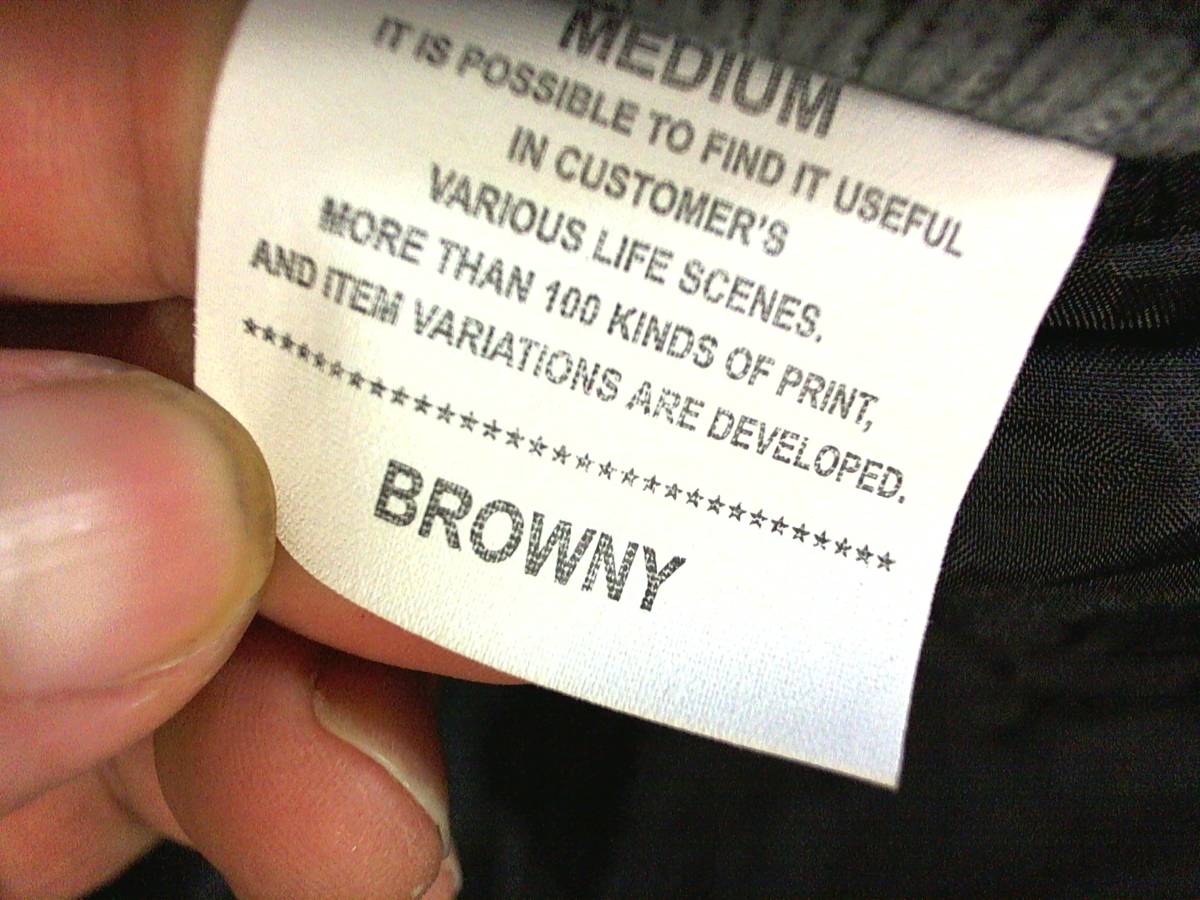 MEDIUM
IT IS POSSIBLE TO FIND IT USEFUL
IN CUSTOMER'S
VARIOUS LIFE SCENES.
MORE THAN 100 KINDS OF PRINT,
AND ITEM VARIATIONS ARE DEVELOPED.
******************************
BROWNY